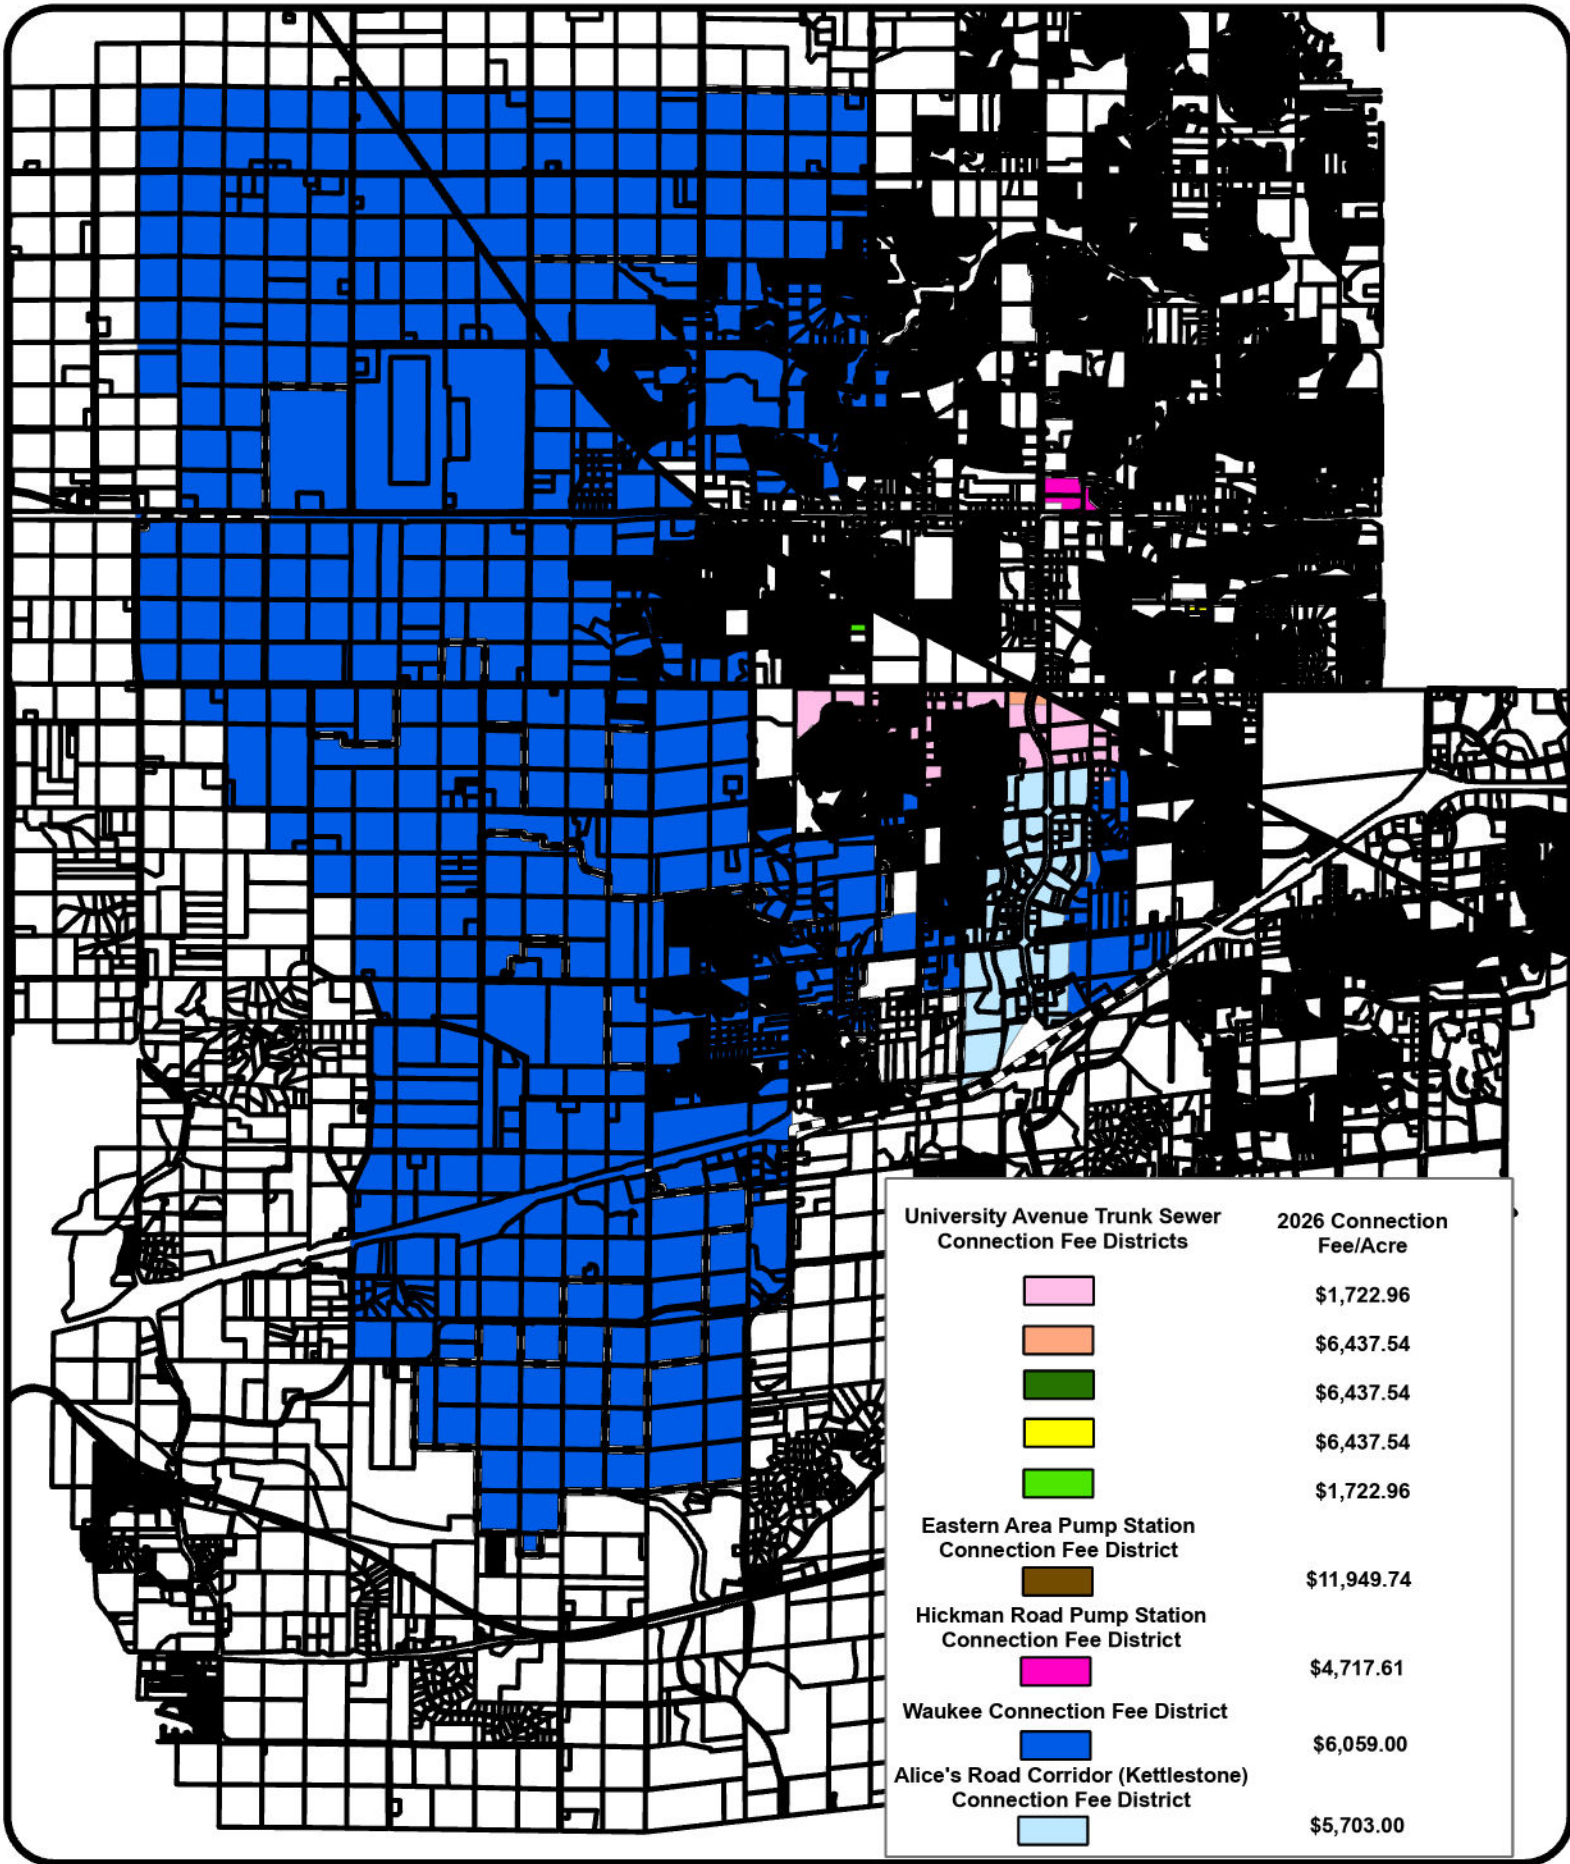 University Avenue Trunk Sewer
Connection Fee Districts
2026 Connection
Fee/Acre
$1,722.96
$6,437.54
$6,437.54
$6,437.54
$1,722.96
Eastern Area Pump Station
Connection Fee District
$11,949.74
Hickman Road Pump Station
Connection Fee District
$4,717.61
Waukee Connection Fee District
$6,059.00
Alice's Road Corridor (Kettlestone)
Connection Fee District
$5,703.00